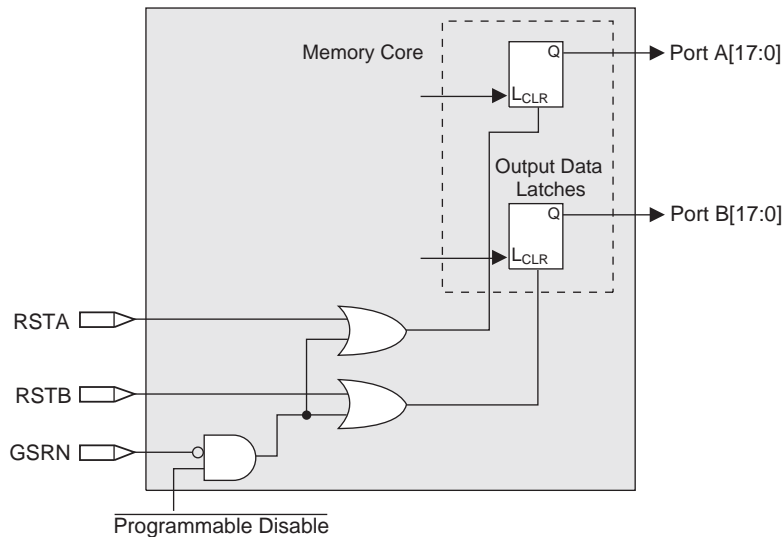 Memory Core
Q
Port A[17:0]
LCLR
Output Data
Latches
Q
Port B[17:0]
LCLR
RSTA
RSTB
GSRN
Programmable Disable